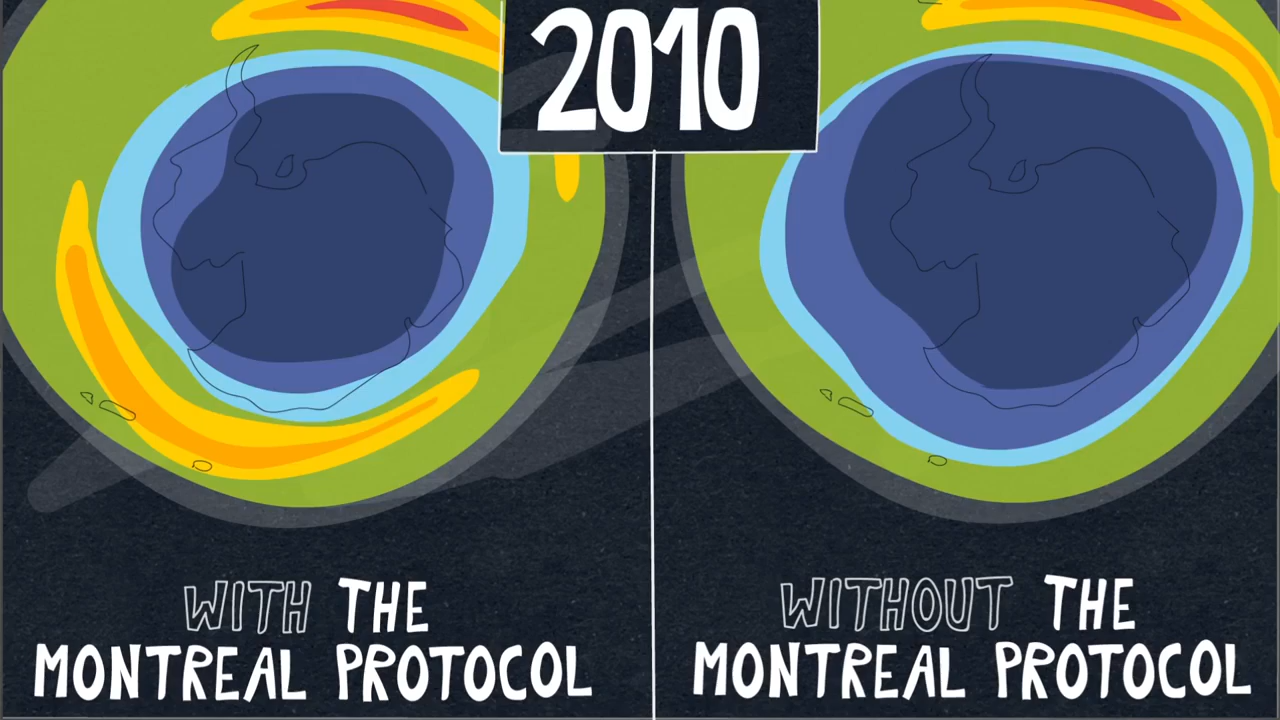 2010
WITH THE
MONTREAL PROTOCOL
WITHOUT THE
MONTREAL PROTOCOL